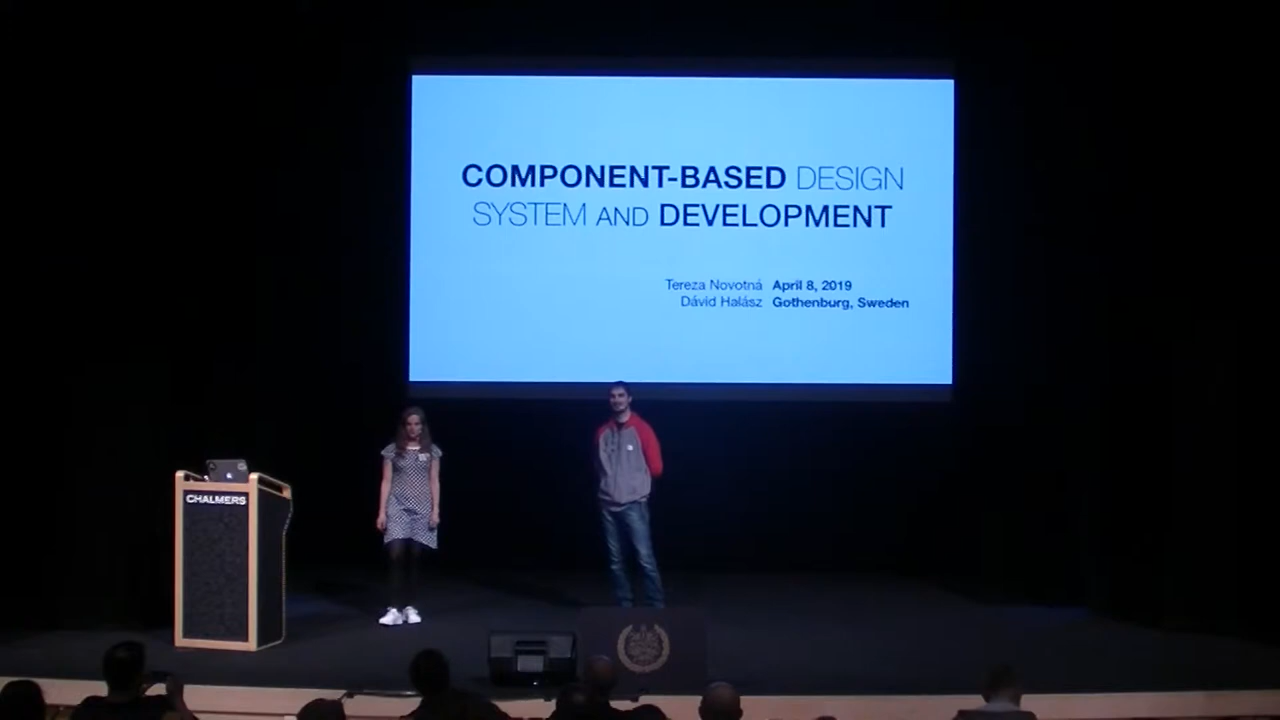 COMPONENT-BASED DESIGN
SYSTEM AND DEVELOPMENT
Tereza Novotná April 8, 2019
Dávid Halász Gothenburg, Sweden
CHALMERS